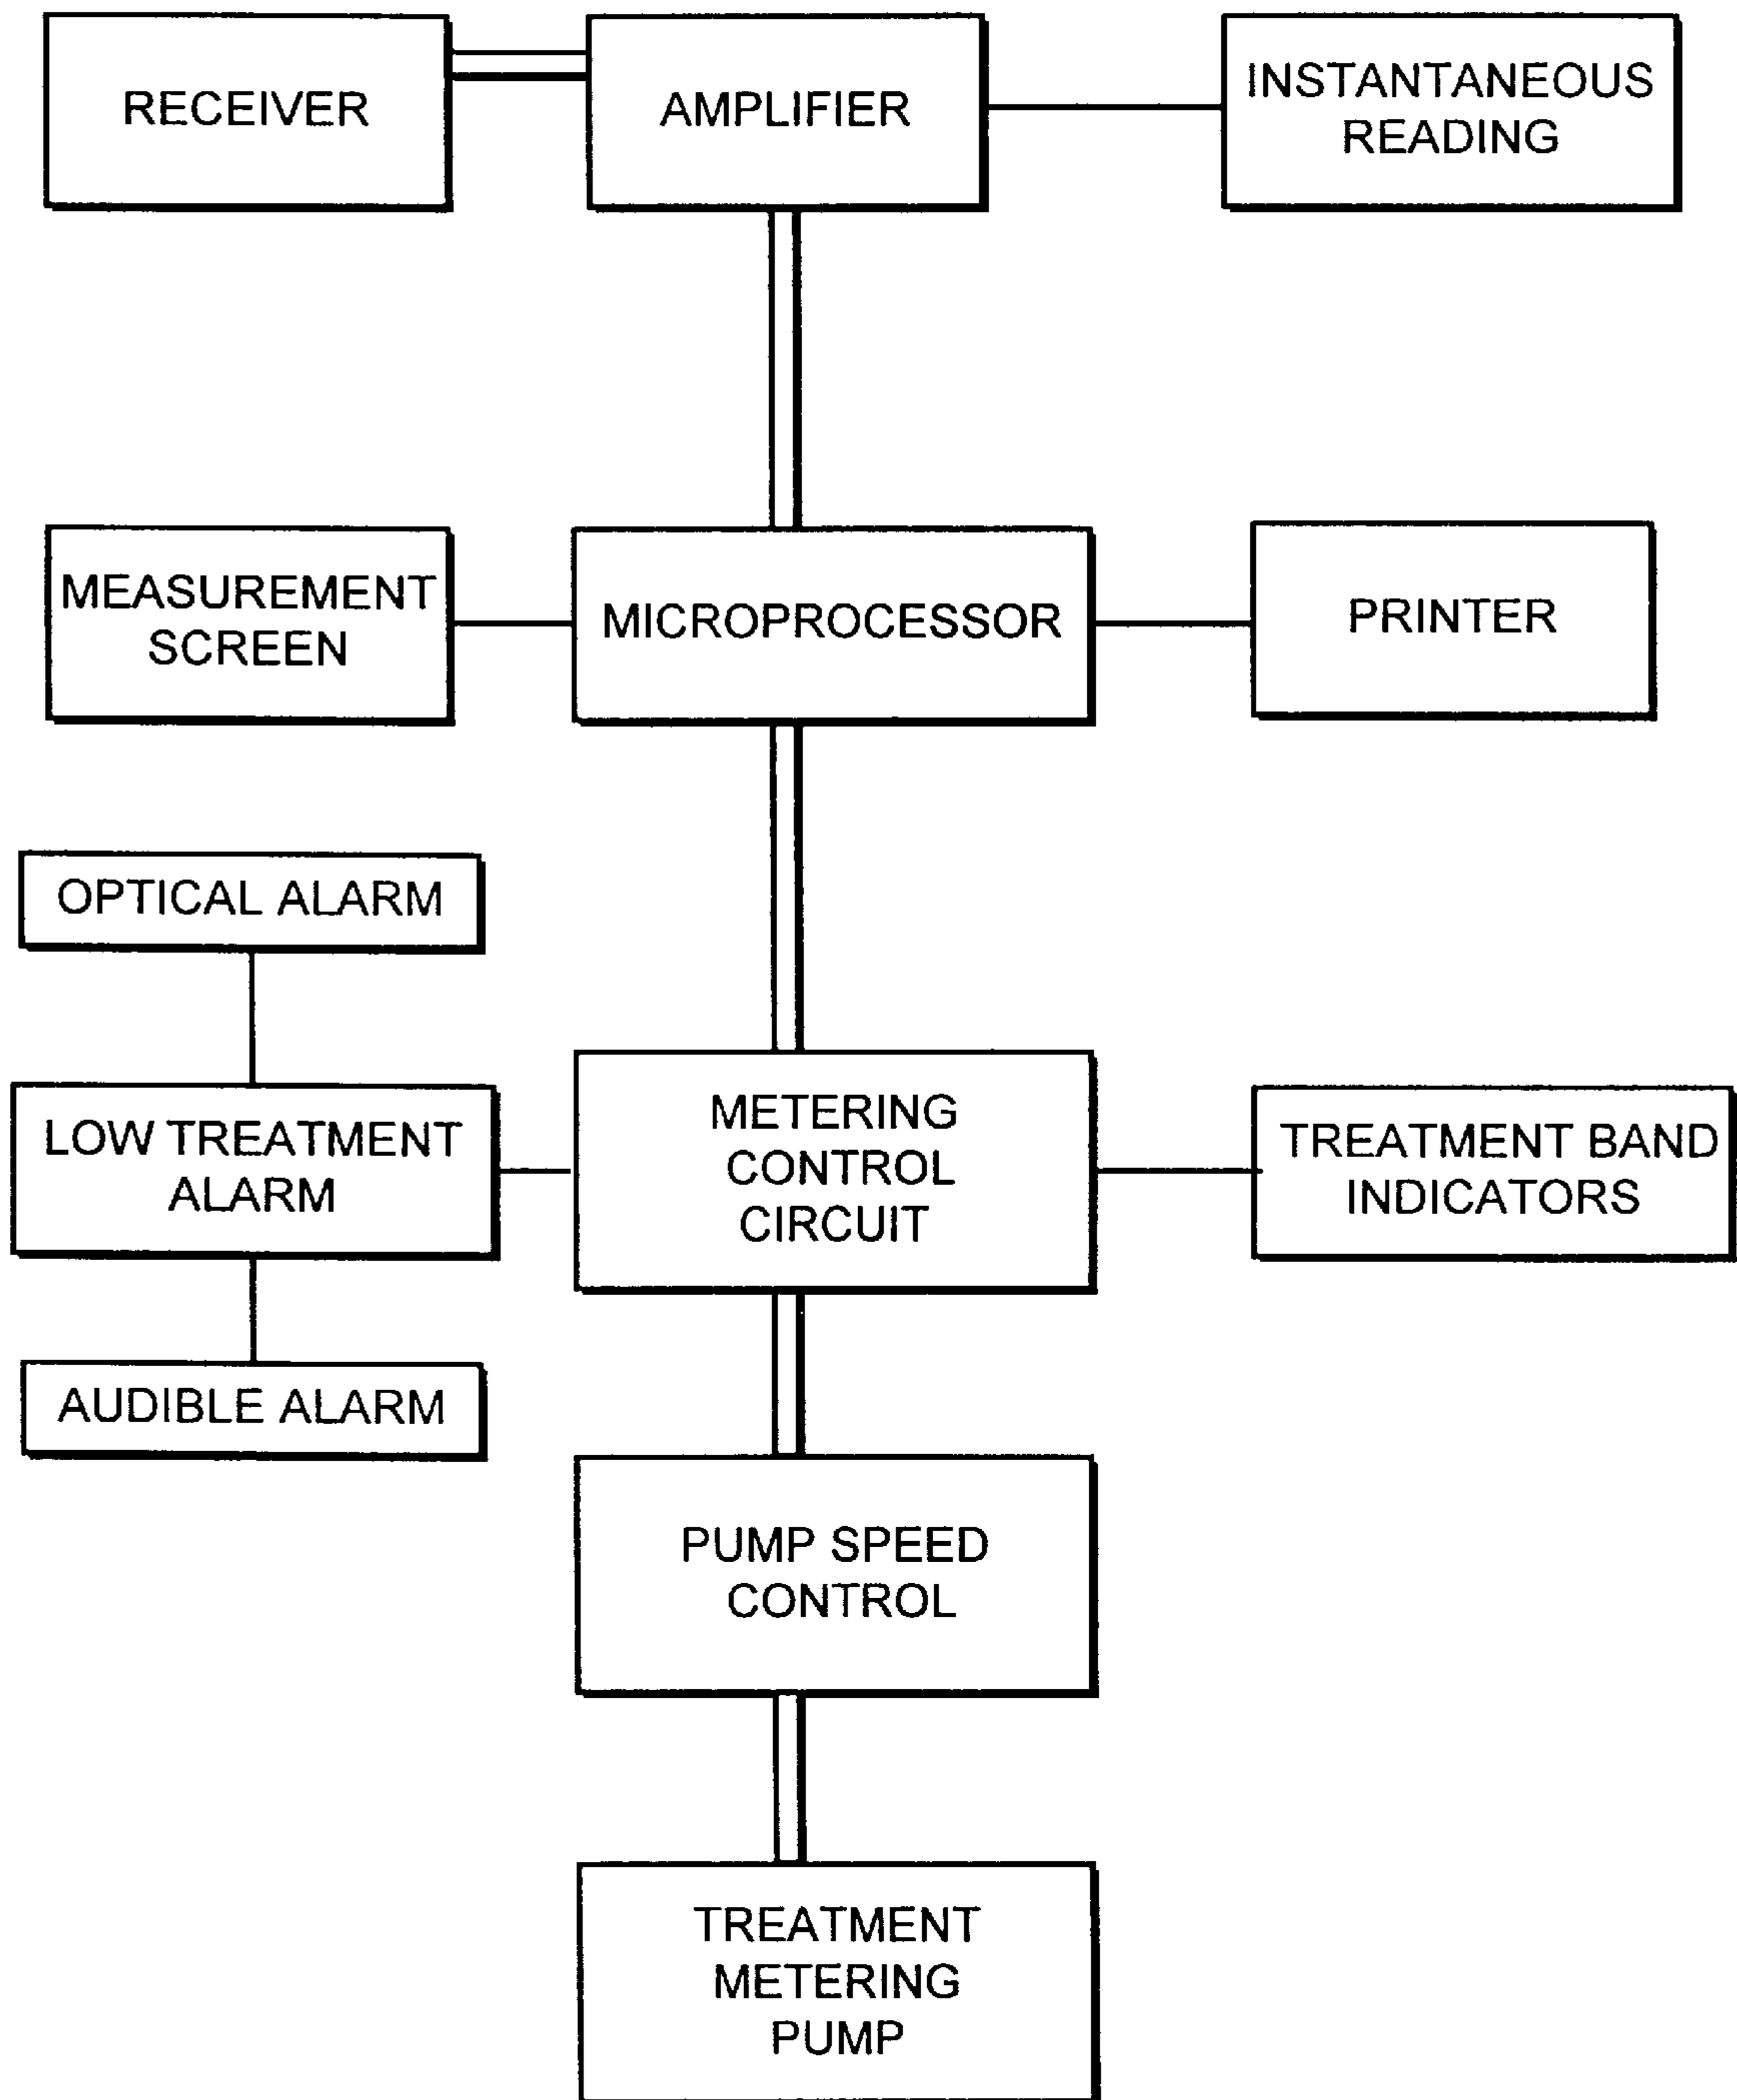 RECEIVER
AMPLIFIER
INSTANTANEOUS
READING
MEASUREMENT
SCREEN
MICROPROCESSOR
PRINTER
OPTICAL ALARM
LOW TREATMENT
ALARM
METERING
CONTROL
CIRCUIT
TREATMENT BAND
INDICATORS
AUDIBLE ALARM
PUMP SPEED
CONTROL
TREATMENT
METERING
PUMP